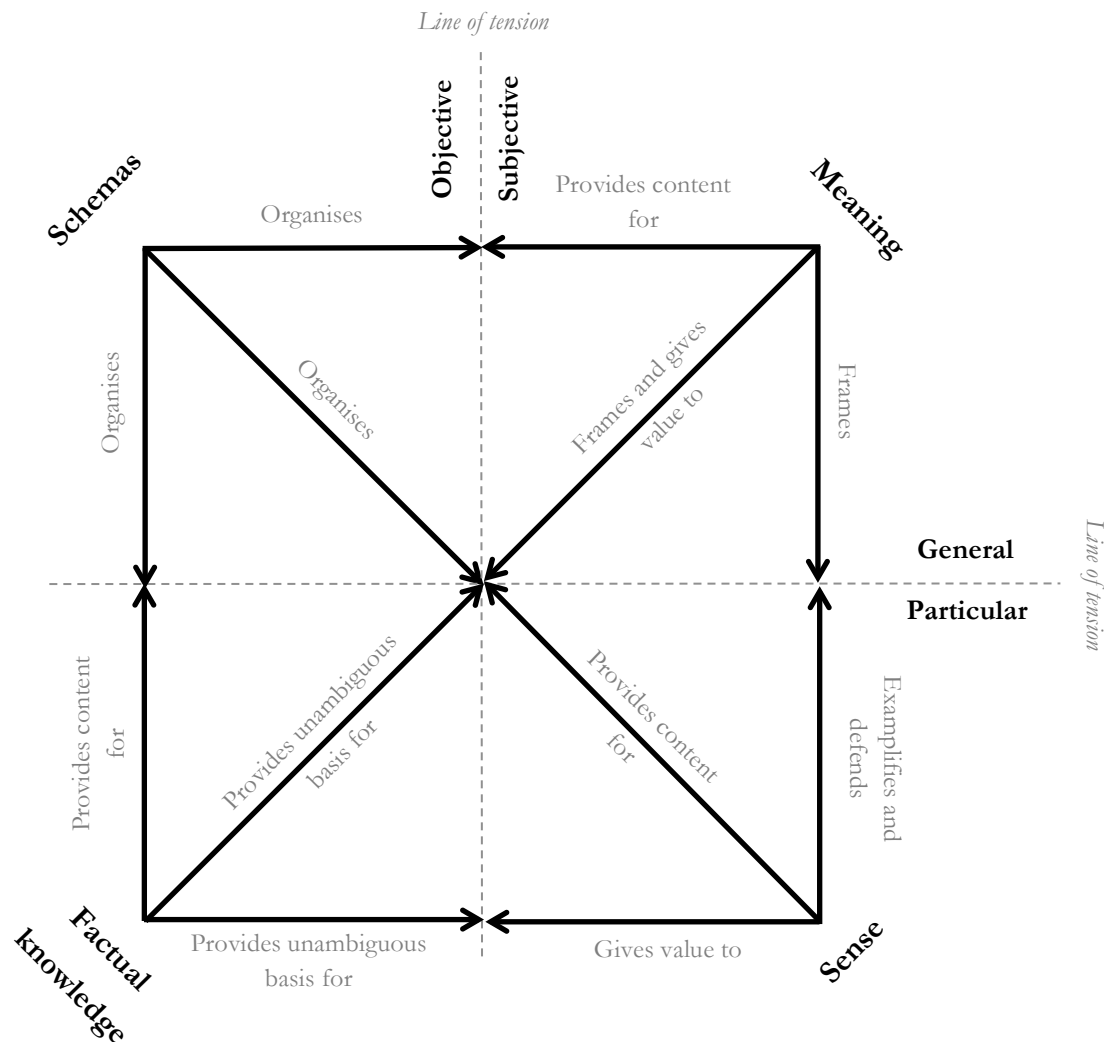 Line of tension
Objective
Subjective
Schemas
Meaning
Organises
Provides content
for
Organises
Organises
Frames and gives
value to
Frames
General
Particular
Line of tension
Provides content
for
Provides unambiguous
basis for
Provides content
for
Examplifies and
defends
Factual
knowledge
Provides unambiguous
basis for
Gives value to
Sense